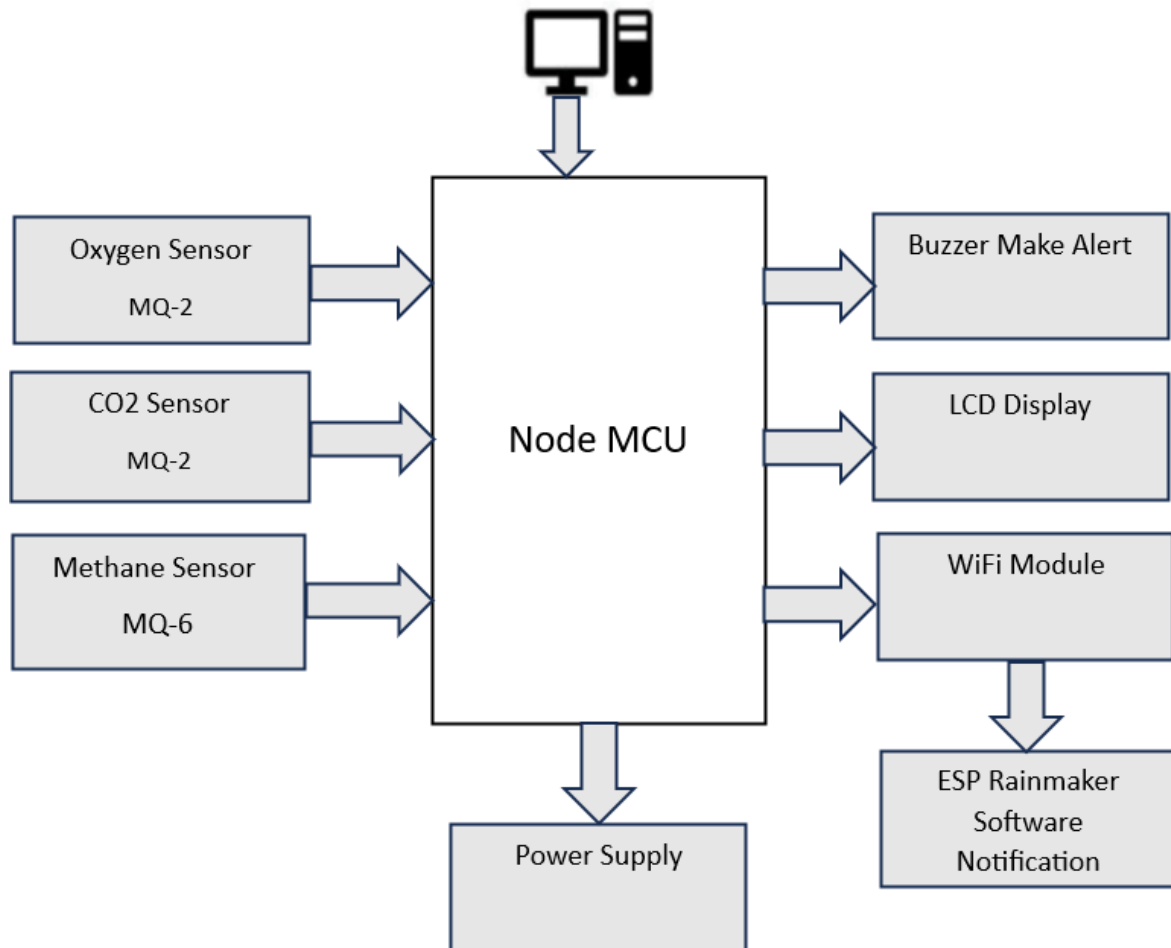 Oxygen Sensor
MQ-2
CO2 Sensor
MQ-2
Methane Sensor
MQ-6
Node MCU
Buzzer Make Alert
LCD Display
WiFi Module
ESP Rainmaker
Software
Notification
Power Supply